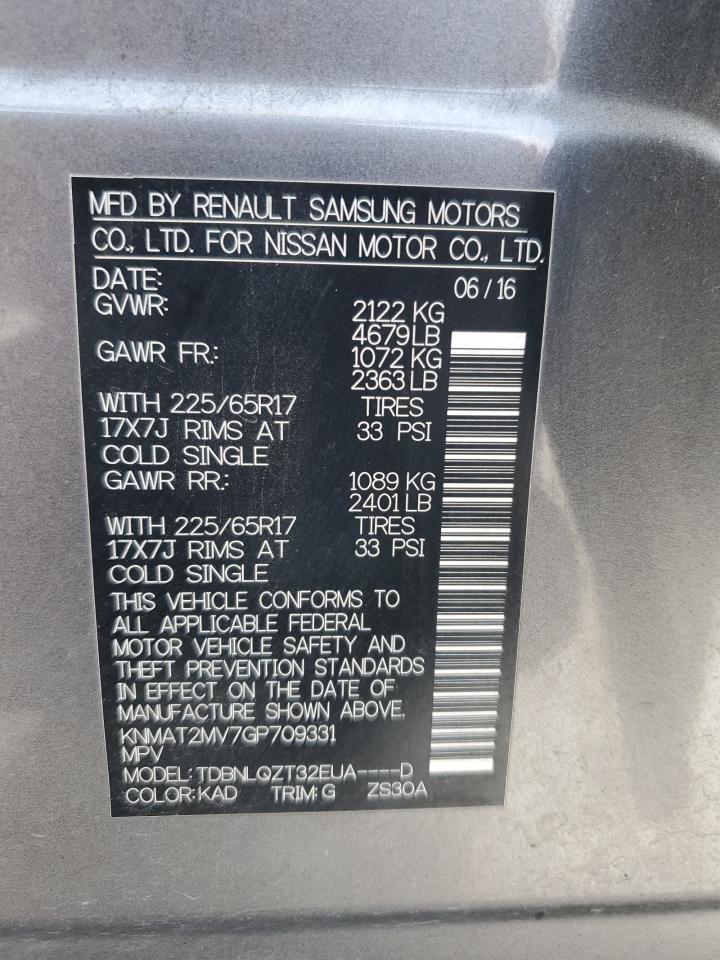 MFD BY RENAULT SAMSUNG MOTORS
CO., LTD. FOR NISSAN MOTOR CO., LTD.
DATE: 06/16
GVWR: 2122 KG
4679LB
GAWR FR: 1072 KG
2363LB
WITH 225/65R17 TIRES
17X7J RIMS AT 33 PSI
COLD SINGLE
GAWR RR: 1089 KG
2401LB
WITH 225/65R17 TIRES
17X7J RIMS AT 33 PSI
COLD SINGLE
THIS VEHICLE CONFORMS TO
ALL APPLICABLE FEDERAL
MOTOR VEHICLE SAFETY AND
THEFT PREVENTION STANDARDS
IN EFFECT ON THE DATE OF
MANUFACTURE SHOWN ABOVE.
KNMAT2MV7GP709331
MPV
MODEL:TDBNLQZT32EUA----D
COLOR:KAD TRIM:G ZS30A